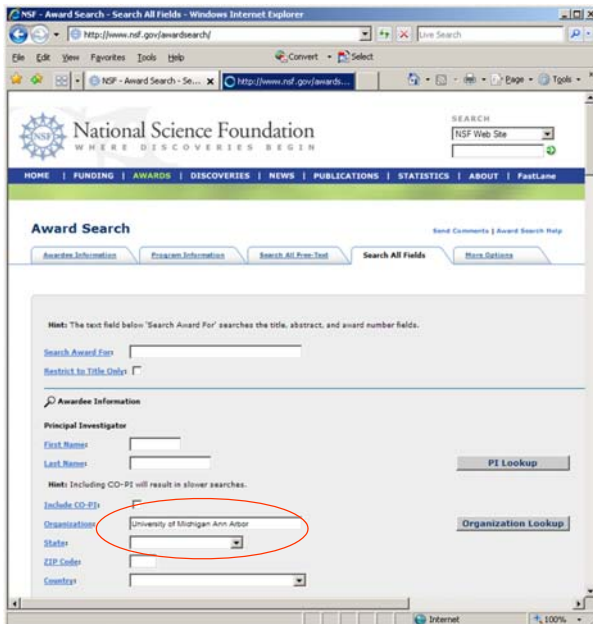 NSF - Award Search - Search All Fields - Windows Internet Explorer
http://www.nsf.gov/awardsearch/
Live Search
File Edit View Favorites Tools Help Convert Select
NSF - Award Search - Se... http://www.nsf.gov/awards... Page Tools
National Science Foundation
WHERE DISCOVERIES BEGIN
SEARCH
NSF Web Site
HOME | FUNDING | AWARDS | DISCOVERIES | NEWS | PUBLICATIONS | STATISTICS | ABOUT | FastLane
Award Search
Send Comments | Award Search Help
Awardee Information Program Information Search All Free-Text Search All Fields More Options
Hint: The text field below 'Search Award For' searches the title, abstract, and award number fields.
Search Award For:
Restrict to Title Only:
Awardee Information
Principal Investigator
First Name:
Last Name:
PI Lookup
Hint: Including CO-PI will result in slower searches.
Include CO-PI:
Organization: University of Michigan Ann Arbor Organization Lookup
State:
ZIP Code:
Country:
Internet 100%